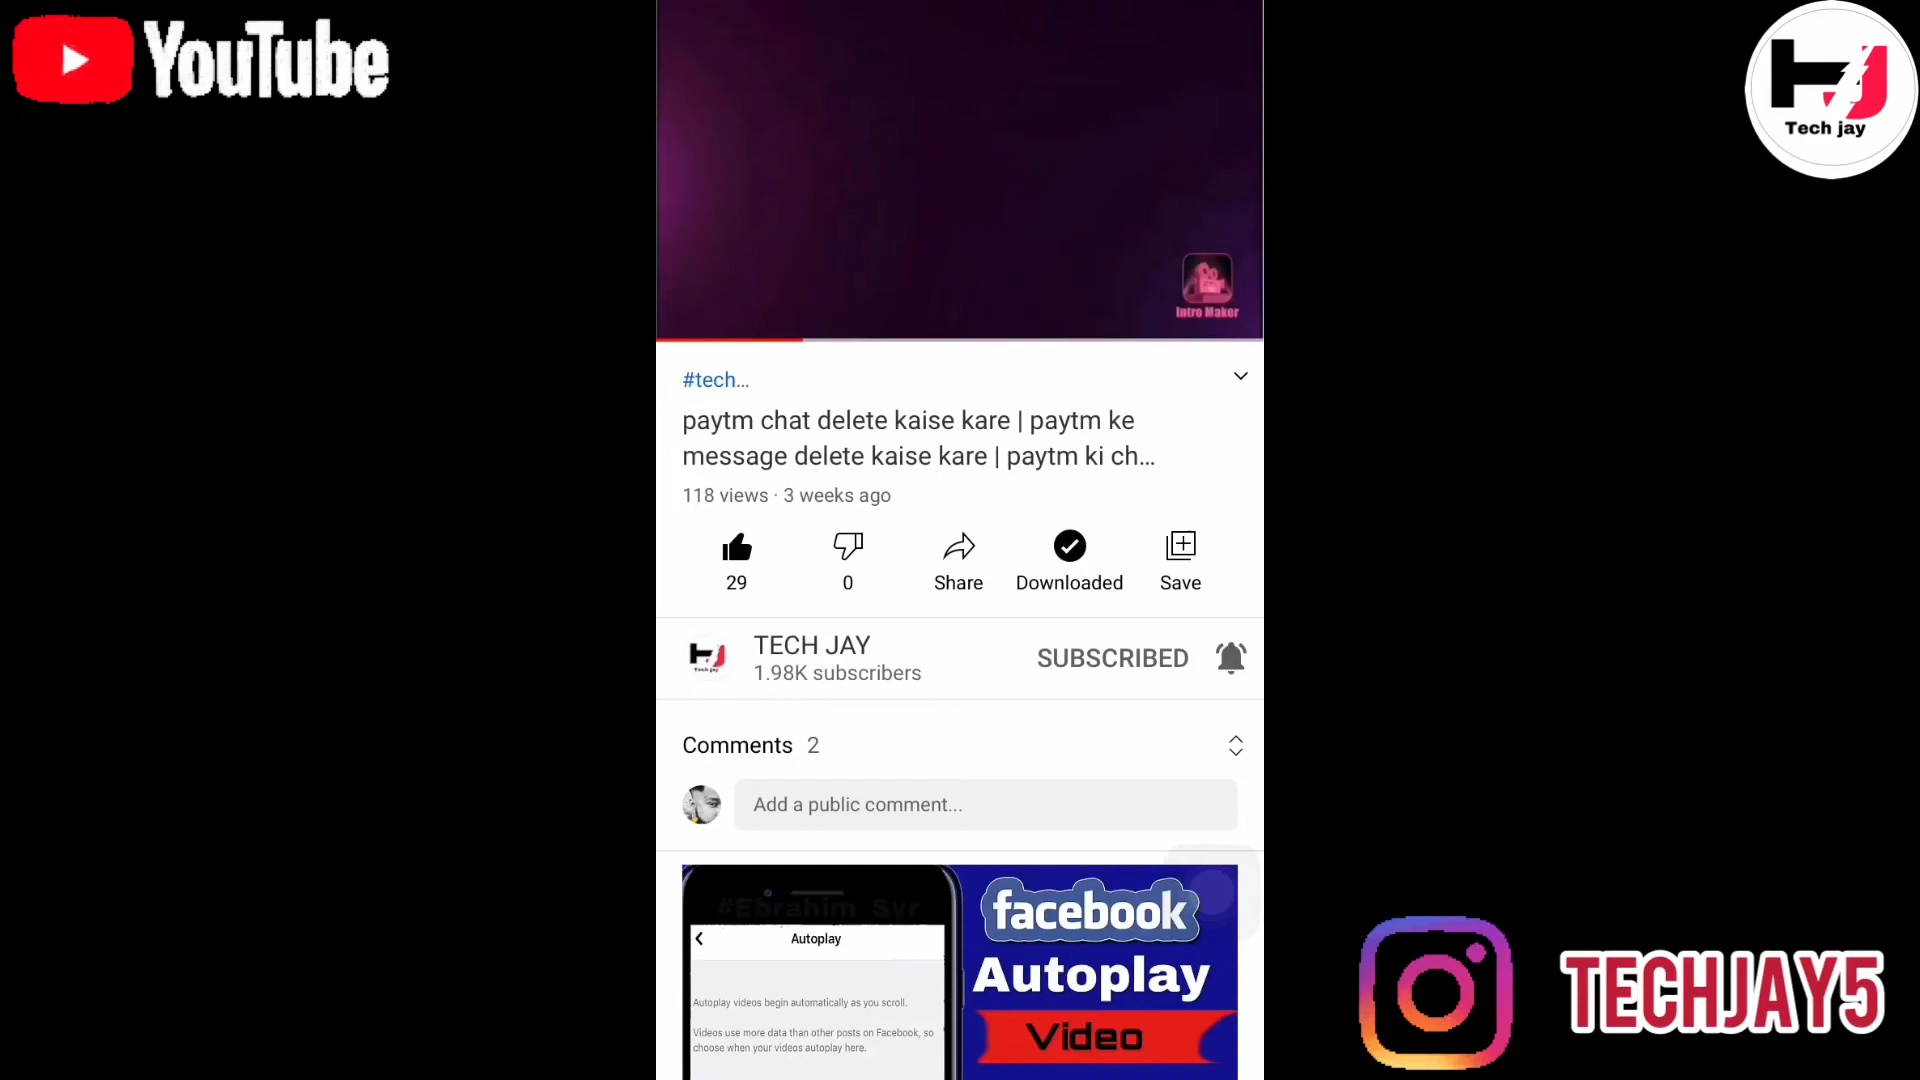 YouTube
Tech jay
Intro Maker
#tech...
paytm chat delete kaise kare | paytm ke
message delete kaise kare | paytm ki ch...
118 views · 3 weeks ago
29
0
Share
Downloaded
Save
TECH JAY
1.98K subscribers
SUBSCRIBED
Tech jay
Comments 2
Add a public comment...
#Ebrahim_Syr
Autoplay
Autoplay videos begin automatically as you scroll.
Videos use more data than other posts on Facebook, so
choose when your videos autoplay here.
facebook
Autoplay
Video
TECHJAY5